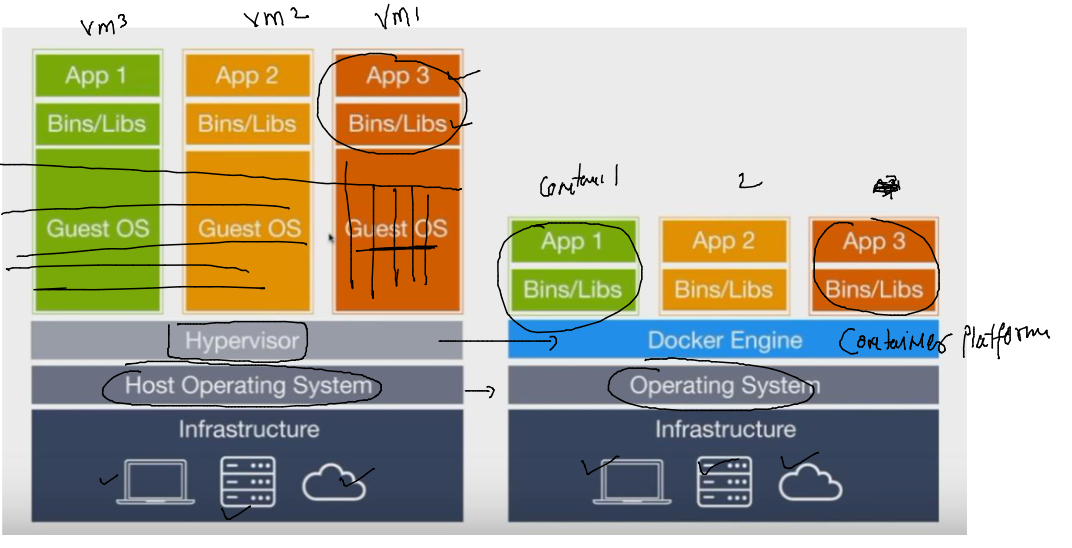 vm3 vm2 vm1
App 1 App 2 App 3
Bins/Libs Bins/Libs Bins/Libs
Guest OS Guest OS Guest OS
Hypervisor
Host Operating System
Infrastructure
2
App 1 App 2 App 3
Bins/Libs Bins/Libs Bins/Libs
Docker Engine Container Platform
Operating System
Infrastructure